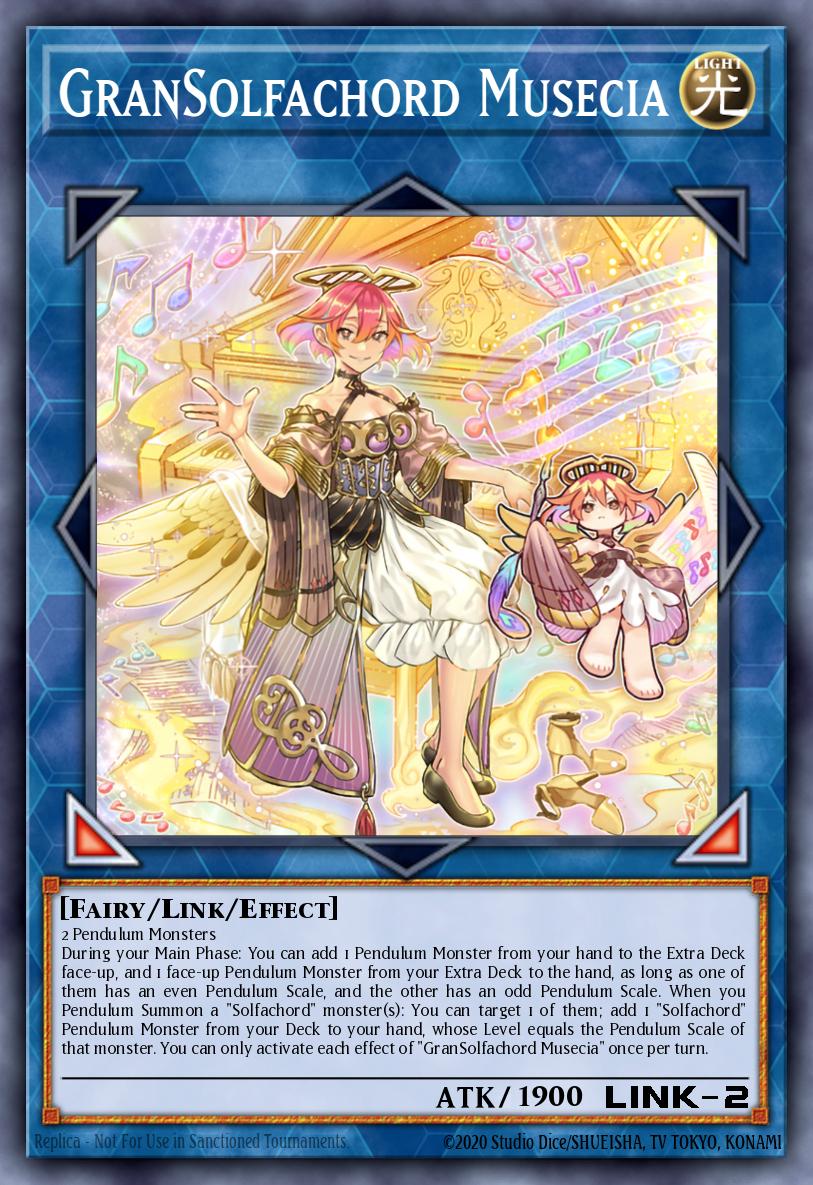 GranSolfachord Musecia
LIGHT
光
[Fairy/Link/Effect]
2 Pendulum Monsters
During your Main Phase: You can add 1 Pendulum Monster from your hand to the Extra Deck
face-up, and 1 face-up Pendulum Monster from your Extra Deck to the hand, as long as one of
them has an even Pendulum Scale, and the other has an odd Pendulum Scale. When you
Pendulum Summon a "Solfachord" monster(s): You can target 1 of them; add 1 "Solfachord"
Pendulum Monster from your Deck to your hand, whose Level equals the Pendulum Scale of
that monster. You can only activate each effect of "GranSolfachord Musecia" once per turn.
ATK/1900 LINK-2
Replica - Not For Use in Sanctioned Tournaments.
©2020 Studio Dice/SHUEISHA, TV TOKYO, KONAMI